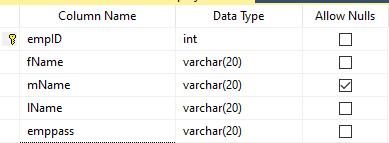 Column Name Data Type Allow Nulls
empID int
fName varchar(20)
mName varchar(20)
lName varchar(20)
emppass varchar(20)